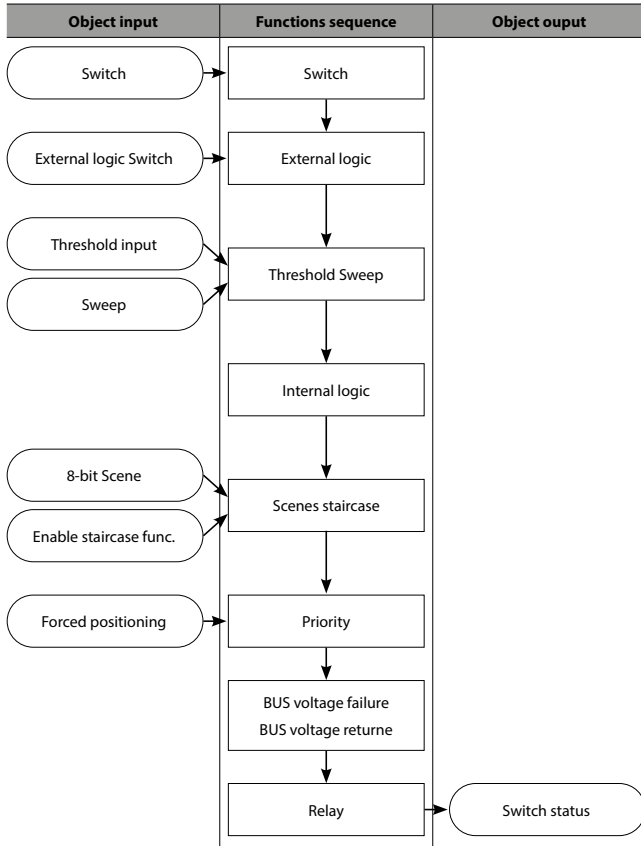 Object input Functions sequence Object ouput
Switch Switch
External logic Switch External logic
Threshold input
Threshold Sweep
Sweep
Internal logic
8-bit Scene
Scenes staircase
Enable staircase func.
Forced positioning Priority
BUS voltage failure
BUS voltage returne
Relay Switch status